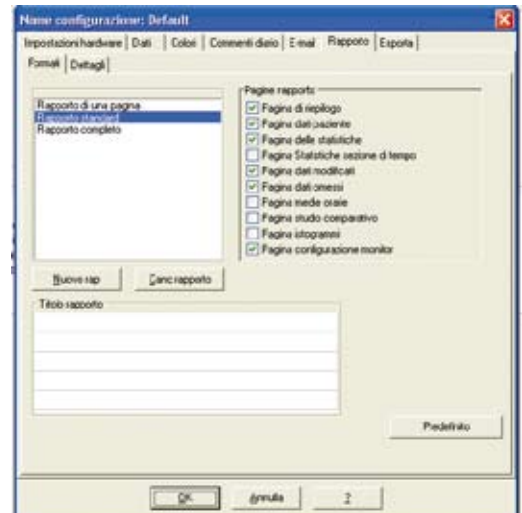 Nome configurazione: Default
Impostazioni hardware Dati Colori Commenti diario E-mail Rapporto Esporta
Formati Dettagli
Rapporto di una pagina
Rapporto standard
Rapporto completo
Pagine rapporto
Pagina di riepilogo
Pagina dati paziente
Pagina delle statistiche
Pagina Statistiche sezione di tempo
Pagina dati modificati
Pagina dati omessi
Pagina medie orarie
Pagina studio comparativo
Pagina istogrammi
Pagina configurazione monitor
Nuovo rap
Canc rapporto
Titolo rapporto
Predefinito
OK
Annulla
?